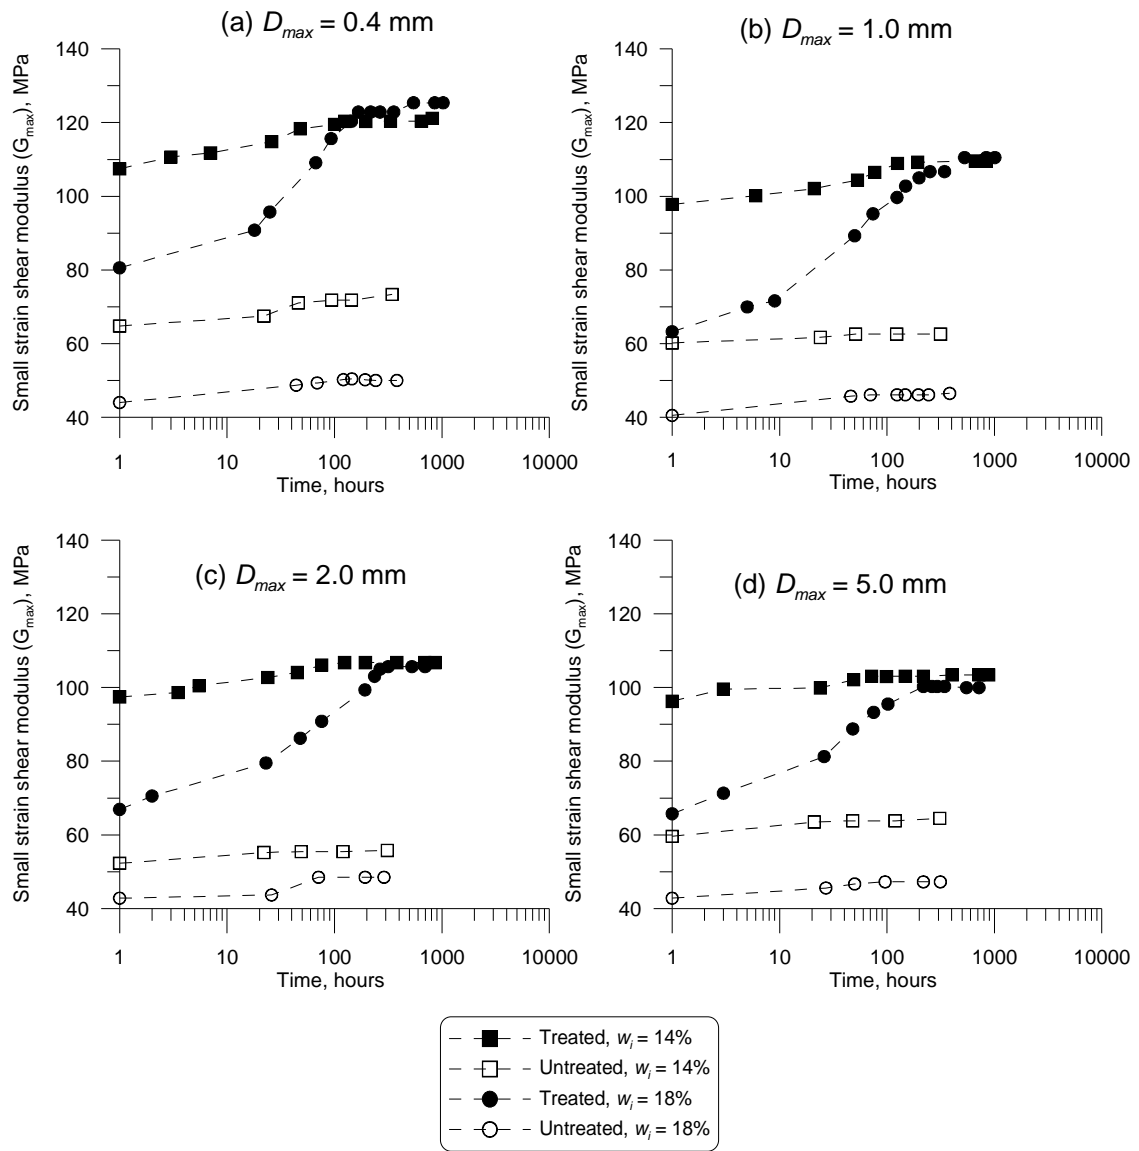 (a) Dmax = 0.4 mm
Small strain shear modulus (Gmax), MPa
140
120
100
80
60
40
1 10 100 1000 10000
Time, hours
(b) Dmax = 1.0 mm
Small strain shear modulus (Gmax), MPa
140
120
100
80
60
40
1 10 100 1000 10000
Time, hours
(c) Dmax = 2.0 mm
Small strain shear modulus (Gmax), MPa
140
120
100
80
60
40
1 10 100 1000 10000
Time, hours
(d) Dmax = 5.0 mm
Small strain shear modulus (Gmax), MPa
140
120
100
80
60
40
1 10 100 1000 10000
Time, hours
Treated, wi = 14%
Untreated, wi = 14%
Treated, wi = 18%
Untreated, wi = 18%